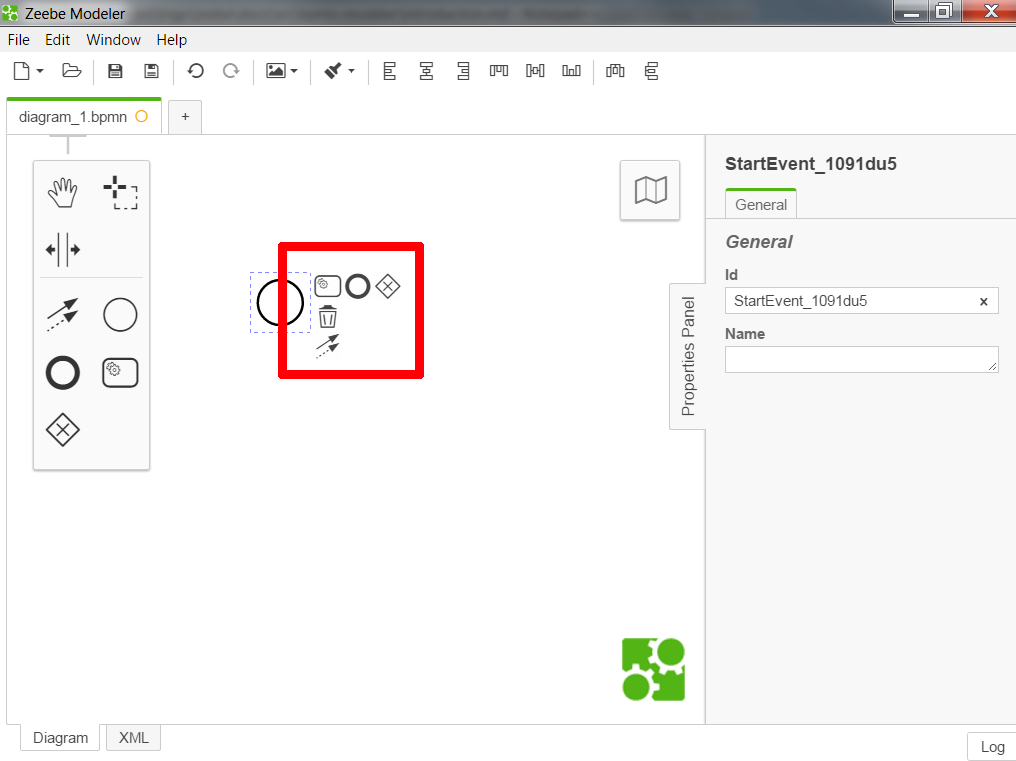 Zeebe Modeler
File Edit Window Help
diagram_1.bpmn +
StartEvent_1091du5
General
General
Id
StartEvent_1091du5 ×
Name
Properties Panel
Diagram XML
Log